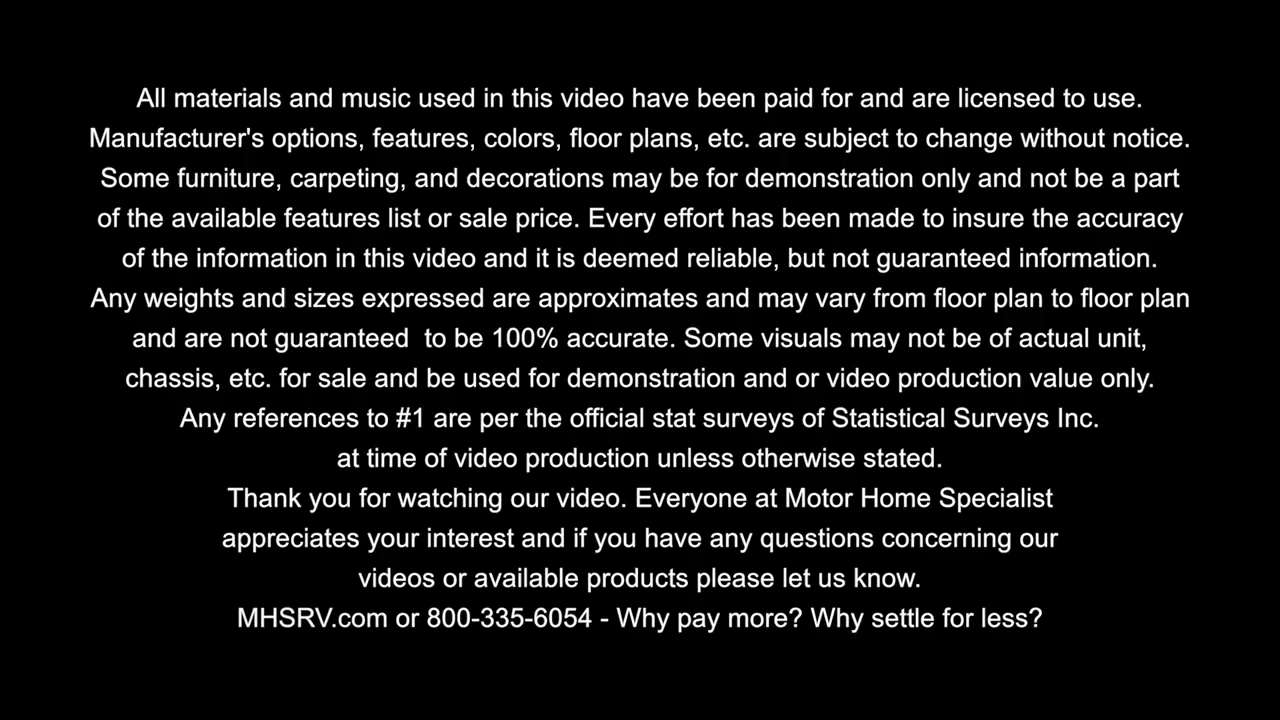 All materials and music used in this video have been paid for and are licensed to use.
Manufacturer's options, features, colors, floor plans, etc. are subject to change without notice.
Some furniture, carpeting, and decorations may be for demonstration only and not be a part
of the available features list or sale price. Every effort has been made to insure the accuracy
of the information in this video and it is deemed reliable, but not guaranteed information.
Any weights and sizes expressed are approximates and may vary from floor plan to floor plan
and are not guaranteed  to be 100% accurate. Some visuals may not be of actual unit,
chassis, etc. for sale and be used for demonstration and or video production value only.
Any references to #1 are per the official stat surveys of Statistical Surveys Inc.
at time of video production unless otherwise stated.
Thank you for watching our video. Everyone at Motor Home Specialist
appreciates your interest and if you have any questions concerning our
videos or available products please let us know.
MHSRV.com or 800-335-6054 - Why pay more? Why settle for less?